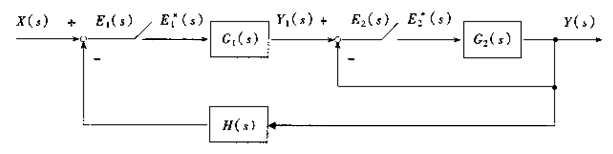 X(s) + E₁(s) E₁*(s) G₁(s) Y₁(s) + E₂(s) E₂*(s) G₂(s) Y(s)
− −
H(s)